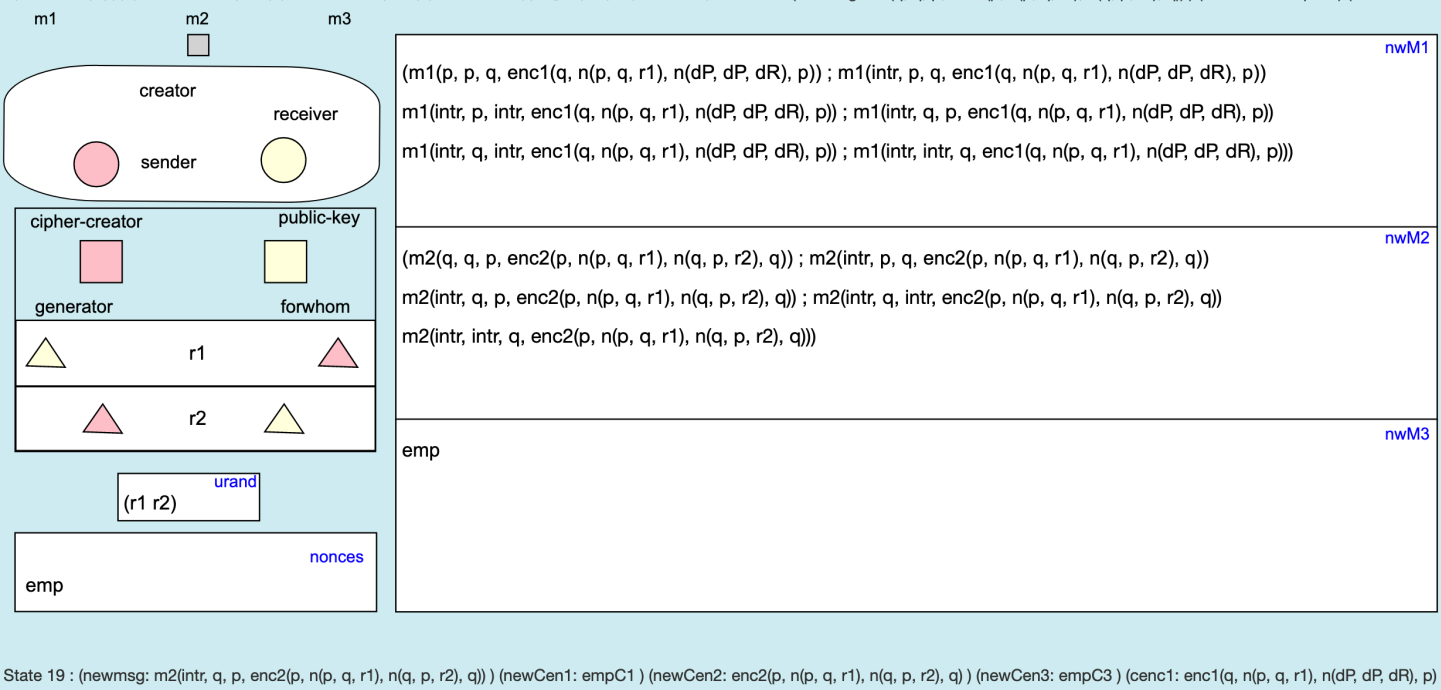 m1 m2 m3
creator
receiver
sender
cipher-creator public-key
generator forwhom
r1
r2
urand
(r1 r2)
nonces
emp
nwM1
(m1(p, p, q, enc1(q, n(p, q, r1), n(dP, dP, dR), p)) ; m1(intr, p, q, enc1(q, n(p, q, r1), n(dP, dP, dR), p))
m1(intr, p, intr, enc1(q, n(p, q, r1), n(dP, dP, dR), p)) ; m1(intr, q, p, enc1(q, n(p, q, r1), n(dP, dP, dR), p))
m1(intr, q, intr, enc1(q, n(p, q, r1), n(dP, dP, dR), p)) ; m1(intr, intr, q, enc1(q, n(p, q, r1), n(dP, dP, dR), p)))
nwM2
(m2(q, q, p, enc2(p, n(p, q, r1), n(q, p, r2), q)) ; m2(intr, p, q, enc2(p, n(p, q, r1), n(q, p, r2), q))
m2(intr, q, p, enc2(p, n(p, q, r1), n(q, p, r2), q)) ; m2(intr, q, intr, enc2(p, n(p, q, r1), n(q, p, r2), q))
m2(intr, intr, q, enc2(p, n(p, q, r1), n(q, p, r2), q)))
nwM3
emp
State 19 : (newmsg: m2(intr, q, p, enc2(p, n(p, q, r1), n(q, p, r2), q)) ) (newCen1: empC1 ) (newCen2: enc2(p, n(p, q, r1), n(q, p, r2), q) ) (newCen3: empC3 ) (cenc1: enc1(q, n(p, q, r1), n(dP, dP, dR), p)